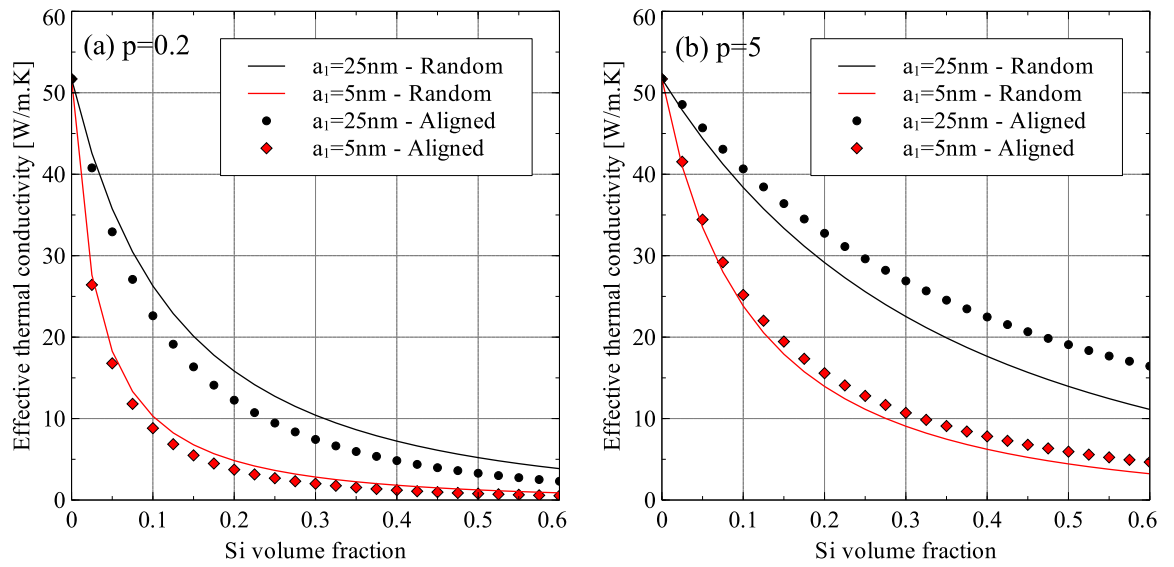 (a) p=0.2
a₁=25nm - Random
a₁=5nm - Random
a₁=25nm - Aligned
a₁=5nm - Aligned
Effective thermal conductivity [W/m.K]
60
50
40
30
20
10
0
0
0.1
0.2
0.3
0.4
0.5
0.6
Si volume fraction
(b) p=5
a₁=25nm - Random
a₁=5nm - Random
a₁=25nm - Aligned
a₁=5nm - Aligned
Effective thermal conductivity [W/m.K]
60
50
40
30
20
10
0
0
0.1
0.2
0.3
0.4
0.5
0.6
Si volume fraction